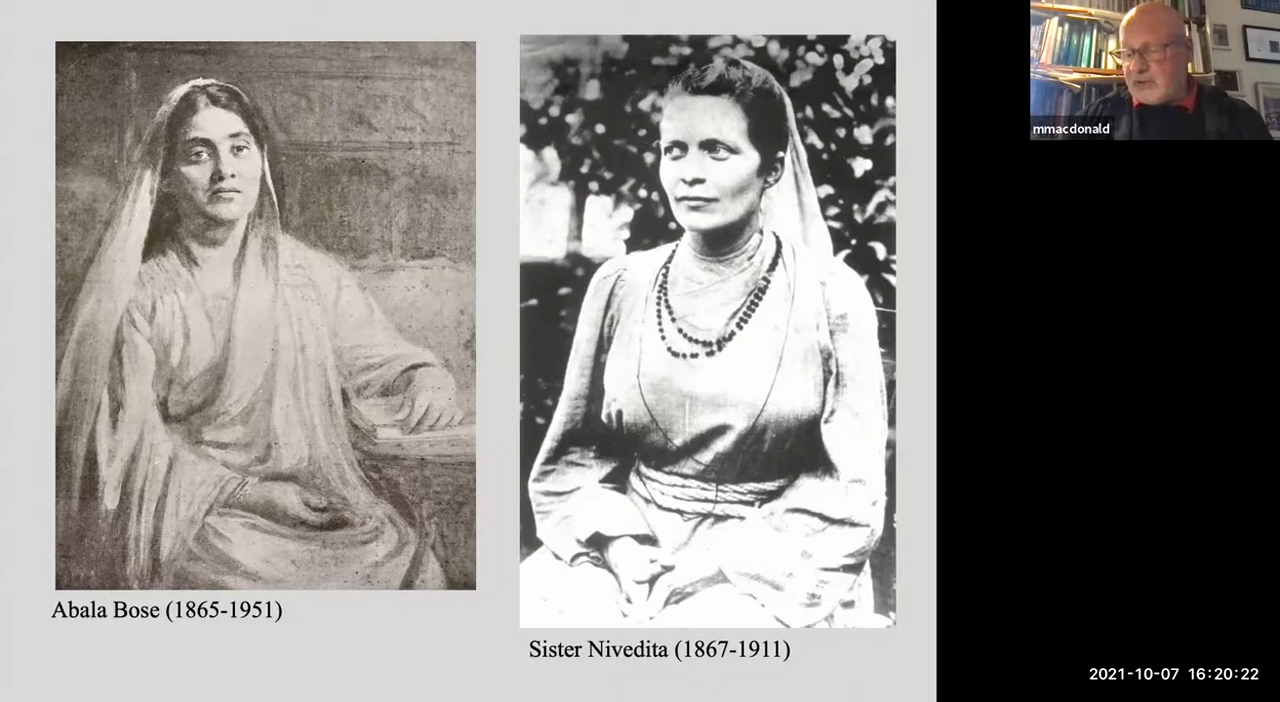 Abala Bose (1865-1951)
Sister Nivedita (1867-1911)
mmacdonald
2021-10-07 16:20:22